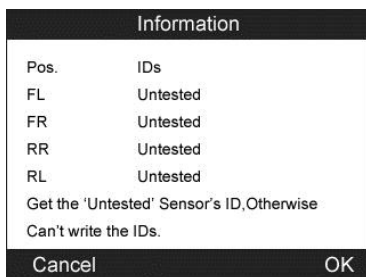 Information
Pos. IDs
FL Untested
FR Untested
RR Untested
RL Untested
Get the 'Untested' Sensor's ID,Otherwise
Can't write the IDs.
Cancel OK